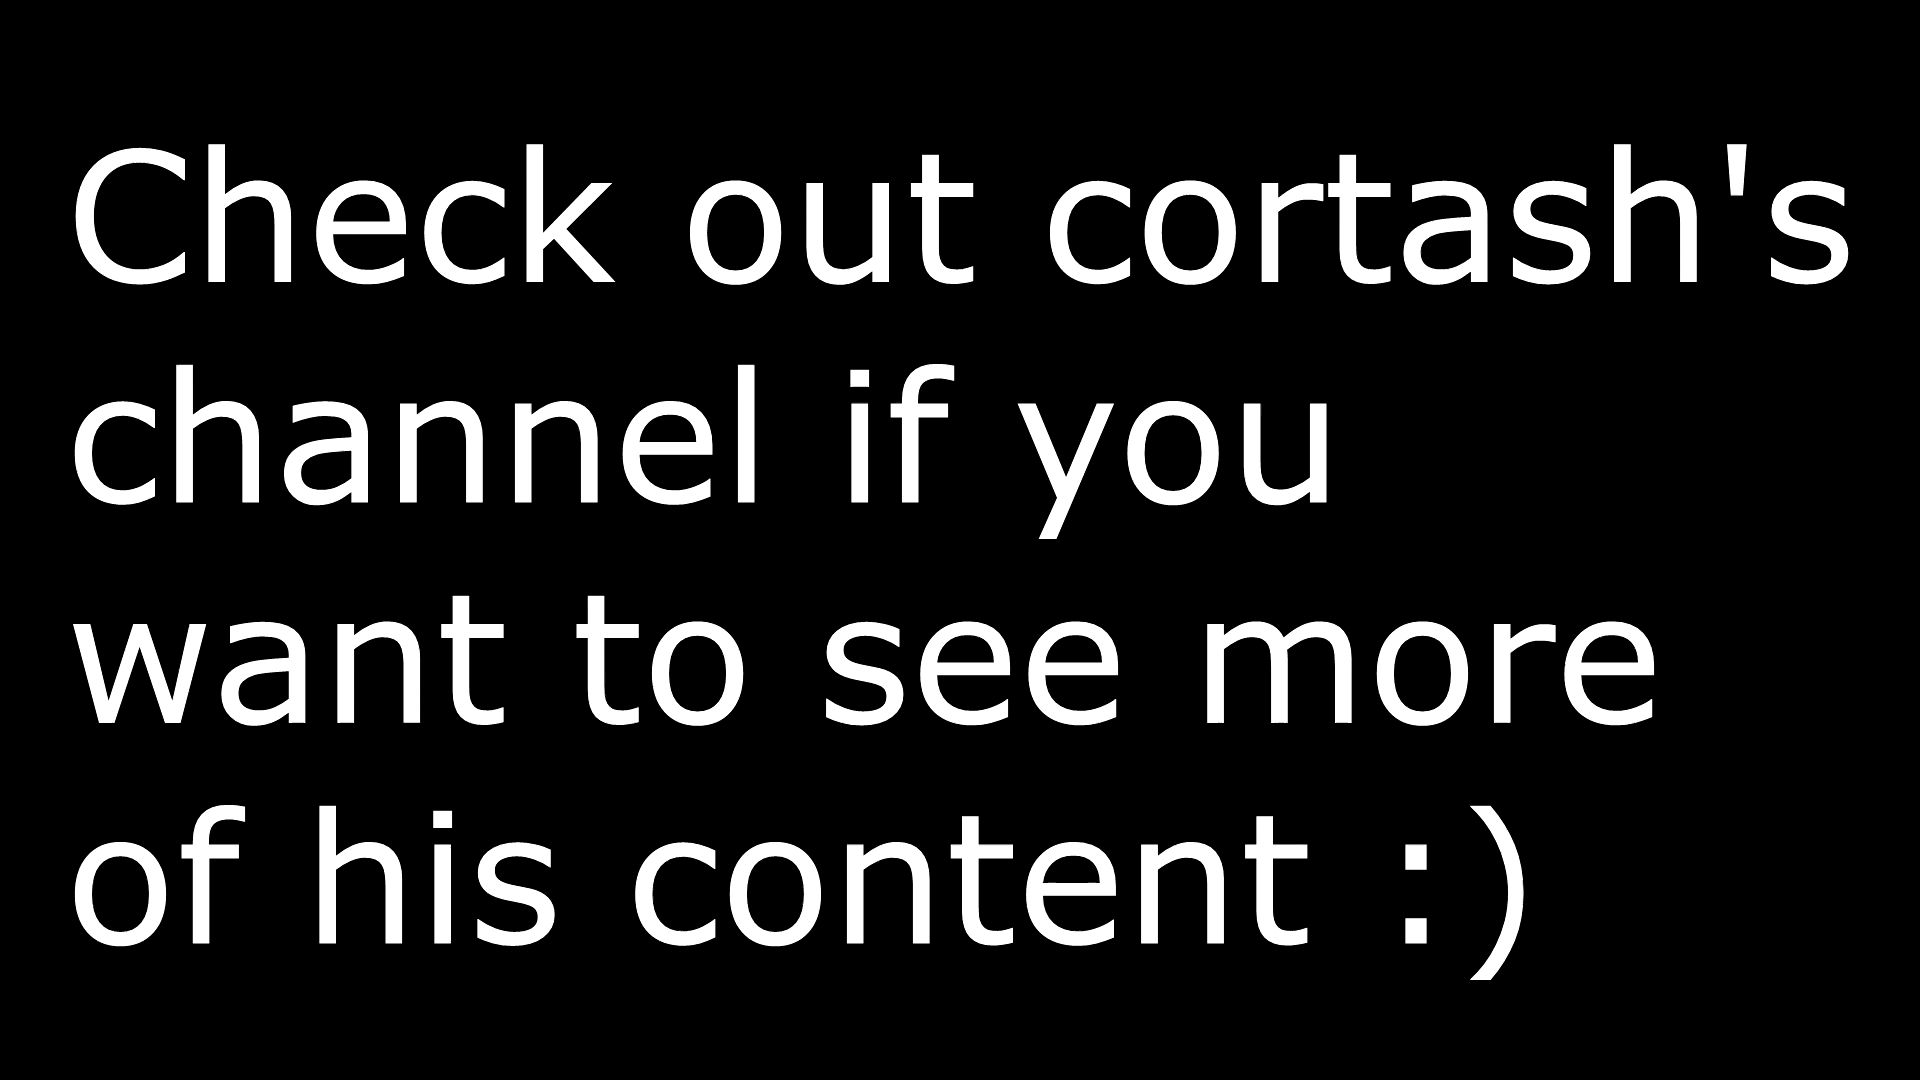 Check out cortash's
channel if you
want to see more
of his content :)